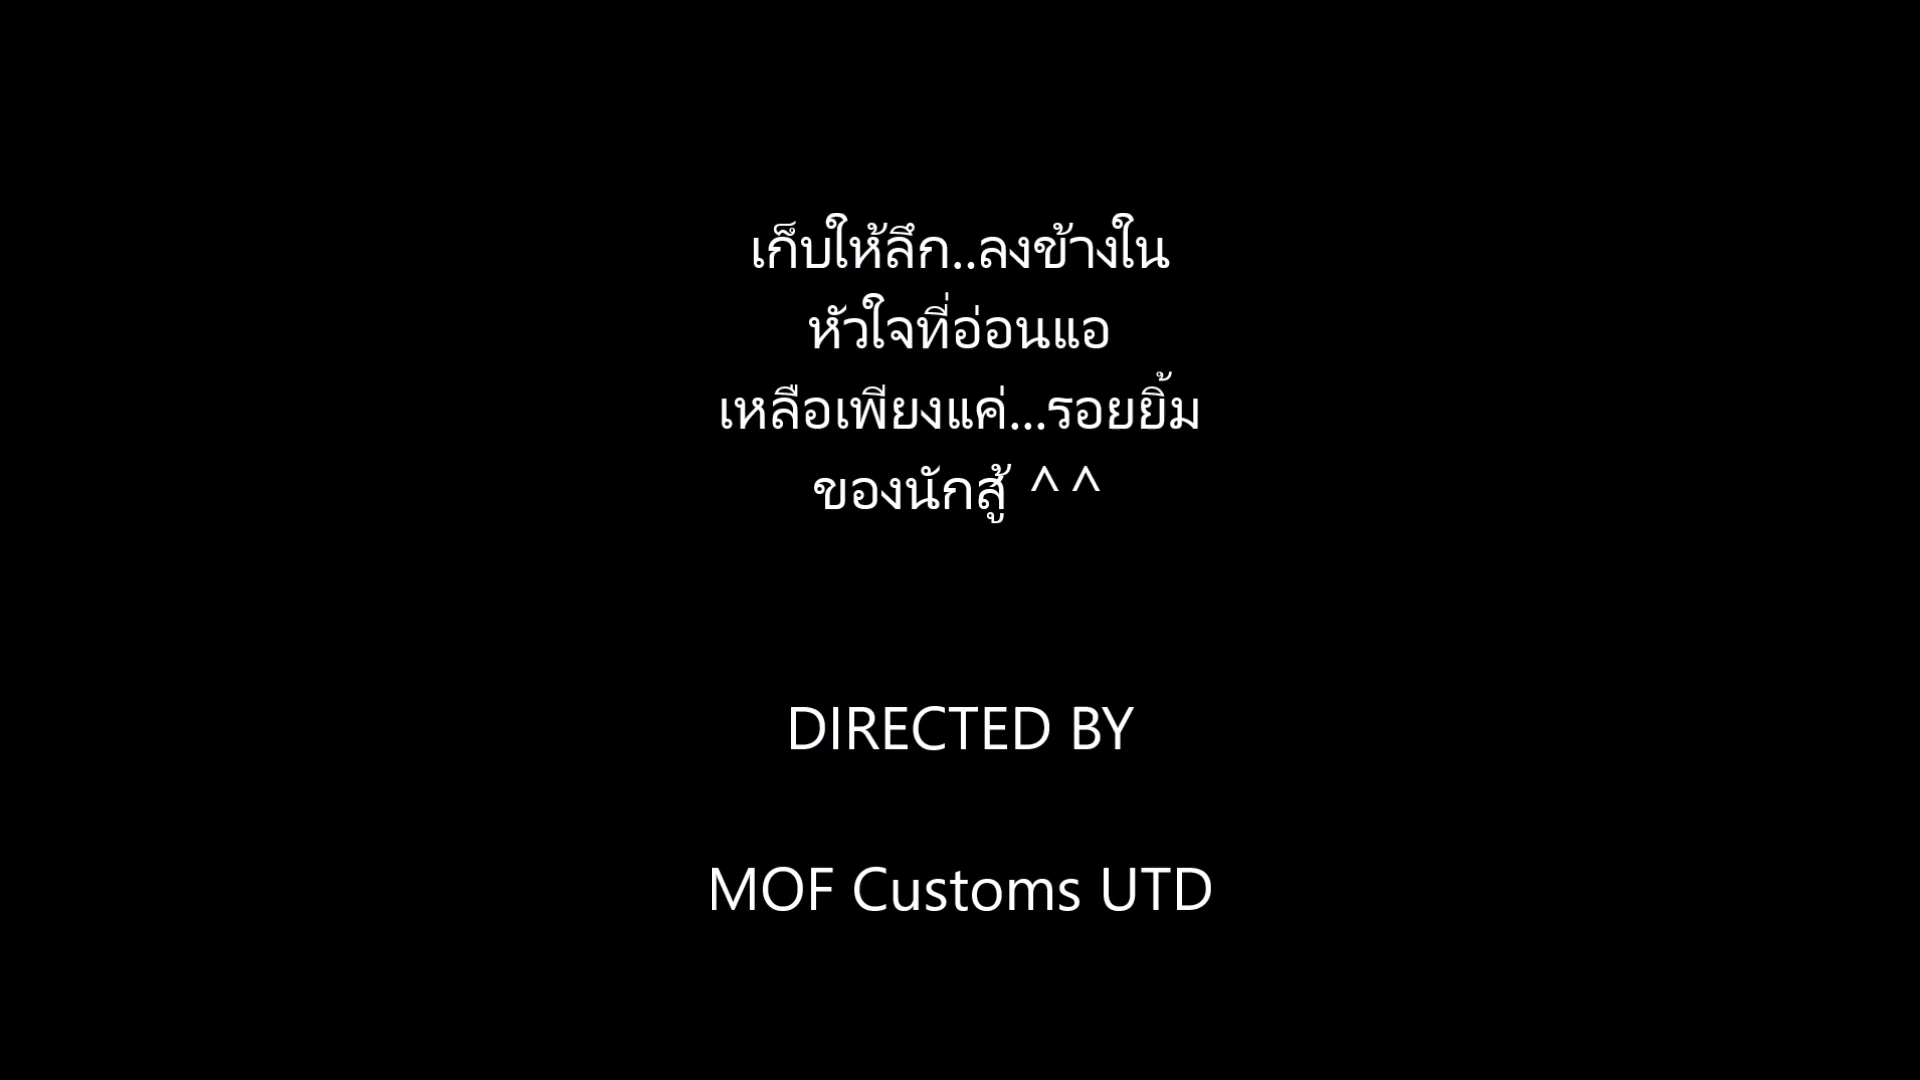 เก็บให้ลึก..ลงข้างใน
หัวใจที่อ่อนแอ
เหลือเพียงแค่...รอยยิ้ม
ของนักสู้ ^^
DIRECTED BY
MOF Customs UTD